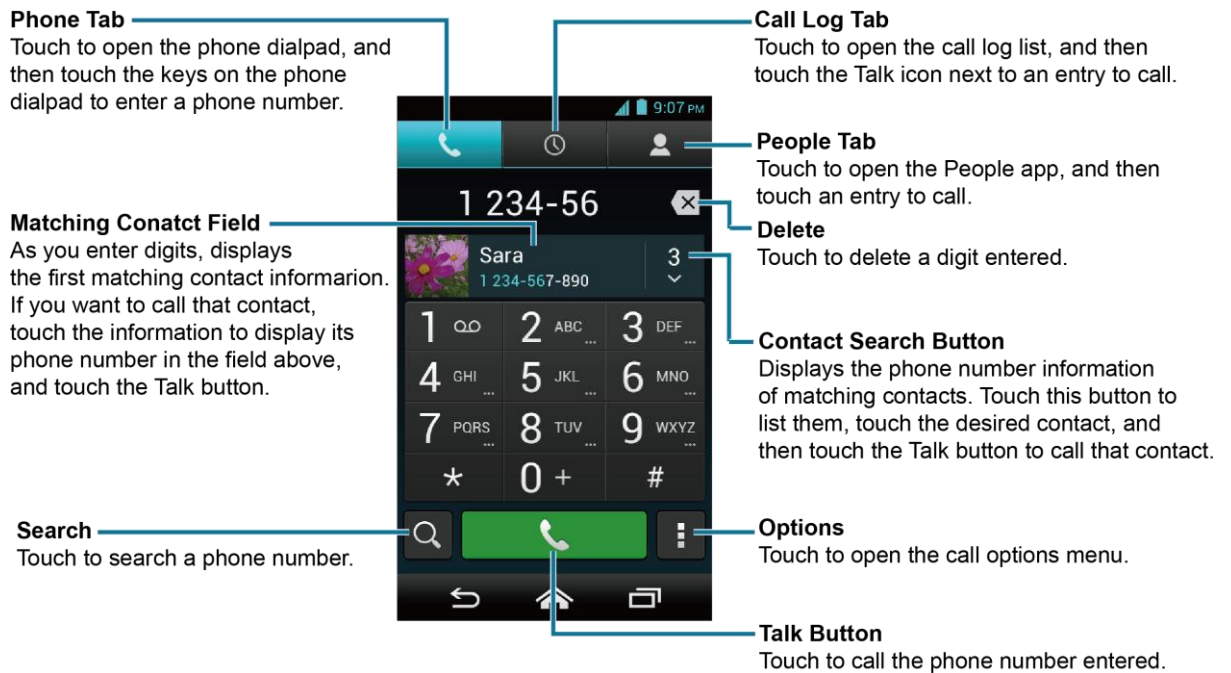 Phone Tab
Touch to open the phone dialpad, and
then touch the keys on the phone
dialpad to enter a phone number.
Matching Conatct Field
As you enter digits, displays
the first matching contact informarion.
If you want to call that contact,
touch the information to display its
phone number in the field above,
and touch the Talk button.
Search
Touch to search a phone number.
9:07 PM
1 234-56
Sara
3
1 234-567-890
1 2 ABC ... 3 DEF ...
4 GHI ... 5 JKL ... 6 MNO ...
7 PQRS ... 8 TUV ... 9 WXYZ ...
* 0 + #
Call Log Tab
Touch to open the call log list, and then
touch the Talk icon next to an entry to call.
People Tab
Touch to open the People app, and then
touch an entry to call.
Delete
Touch to delete a digit entered.
Contact Search Button
Displays the phone number information
of matching contacts. Touch this button to
list them, touch the desired contact, and
then touch the Talk button to call that contact.
Options
Touch to open the call options menu.
Talk Button
Touch to call the phone number entered.